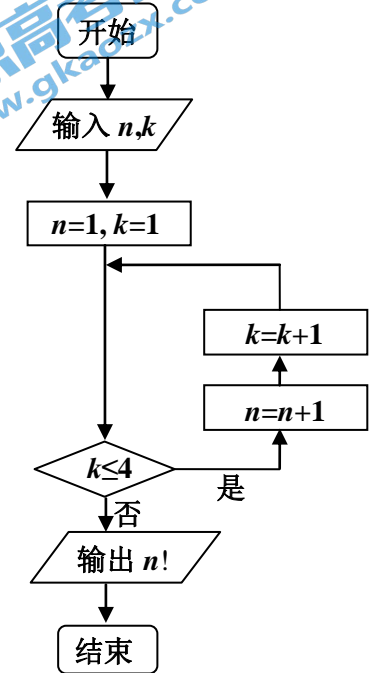 开始
输入 n,k
n=1, k=1
k=k+1
n=n+1
k≤4
是
否
输出 n!
结束